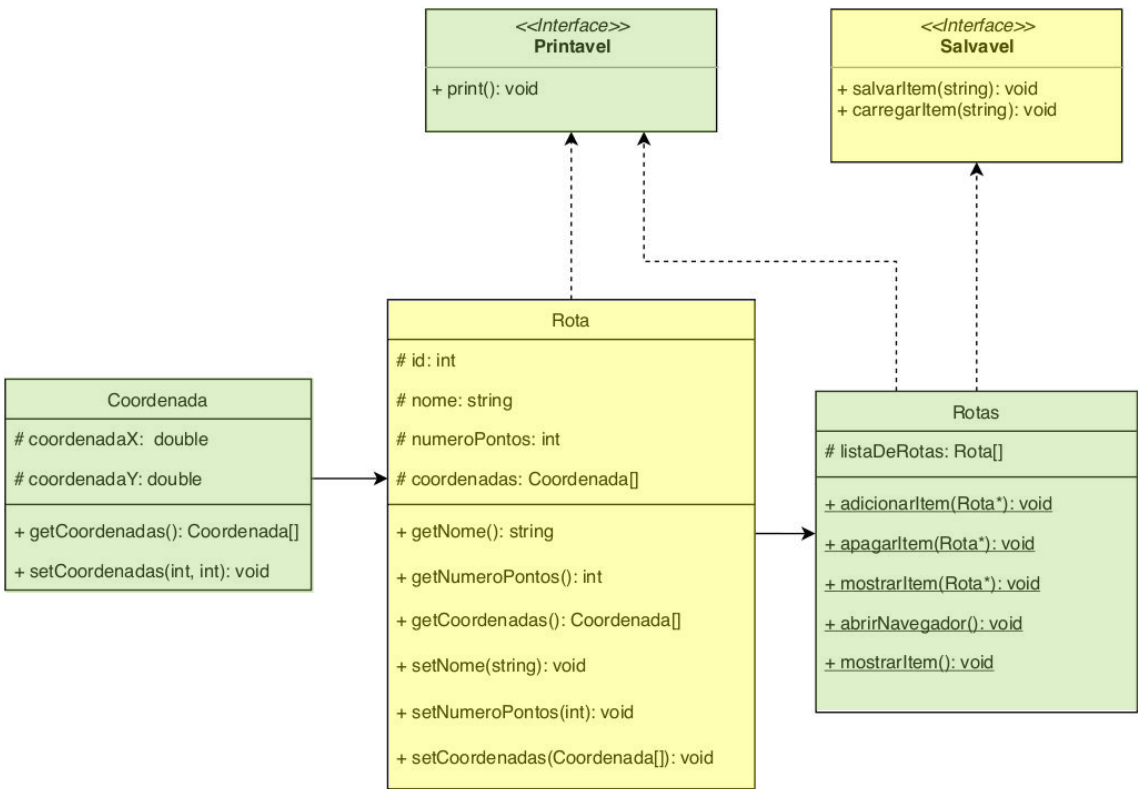 <<Interface>>
Printavel
+ print(): void
<<Interface>>
Salvavel
+ salvarItem(string): void
+ carregarItem(string): void
Coordenada
# coordenadaX:  double
# coordenadaY: double
+ getCoordenadas(): Coordenada[]
+ setCoordenadas(int, int): void
Rota
# id: int
# nome: string
# numeroPontos: int
# coordenadas: Coordenada[]
+ getNome(): string
+ getNumeroPontos(): int
+ getCoordenadas(): Coordenada[]
+ setNome(string): void
+ setNumeroPontos(int): void
+ setCoordenadas(Coordenada[]): void
Rotas
# listaDeRotas: Rota[]
+ adicionarItem(Rota*): void
+ apagarItem(Rota*): void
+ mostrarItem(Rota*): void
+ abrirNavegador(): void
+ mostrarItem(): void